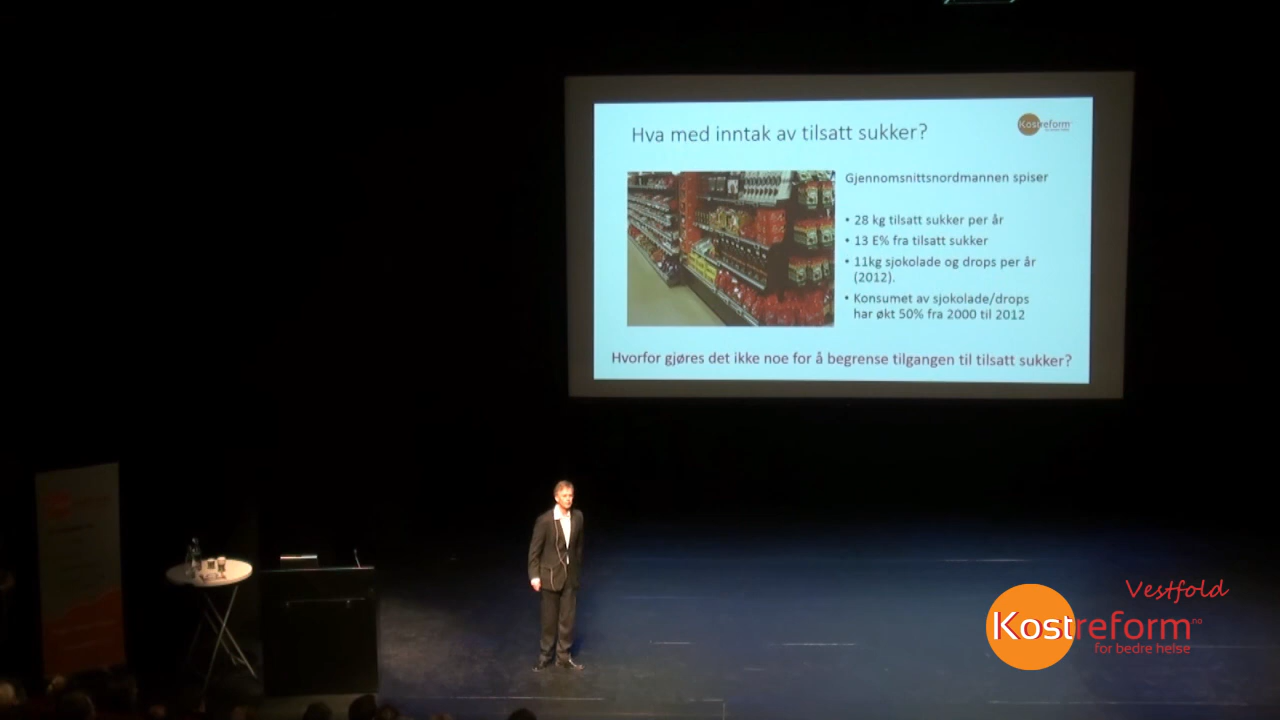 Hva med inntak av tilsatt sukker?
Kostreform
Gjennomsnittsnordmannen spiser
• 28 kg tilsatt sukker per år
• 13 E% fra tilsatt sukker
• 11kg sjokolade og drops per år
(2012).
• Konsumet av sjokolade/drops
har økt 50% fra 2000 til 2012
Hvorfor gjøres det ikke noe for å begrense tilgangen til tilsatt sukker?
Vestfold
Kostreform.no
for bedre helse